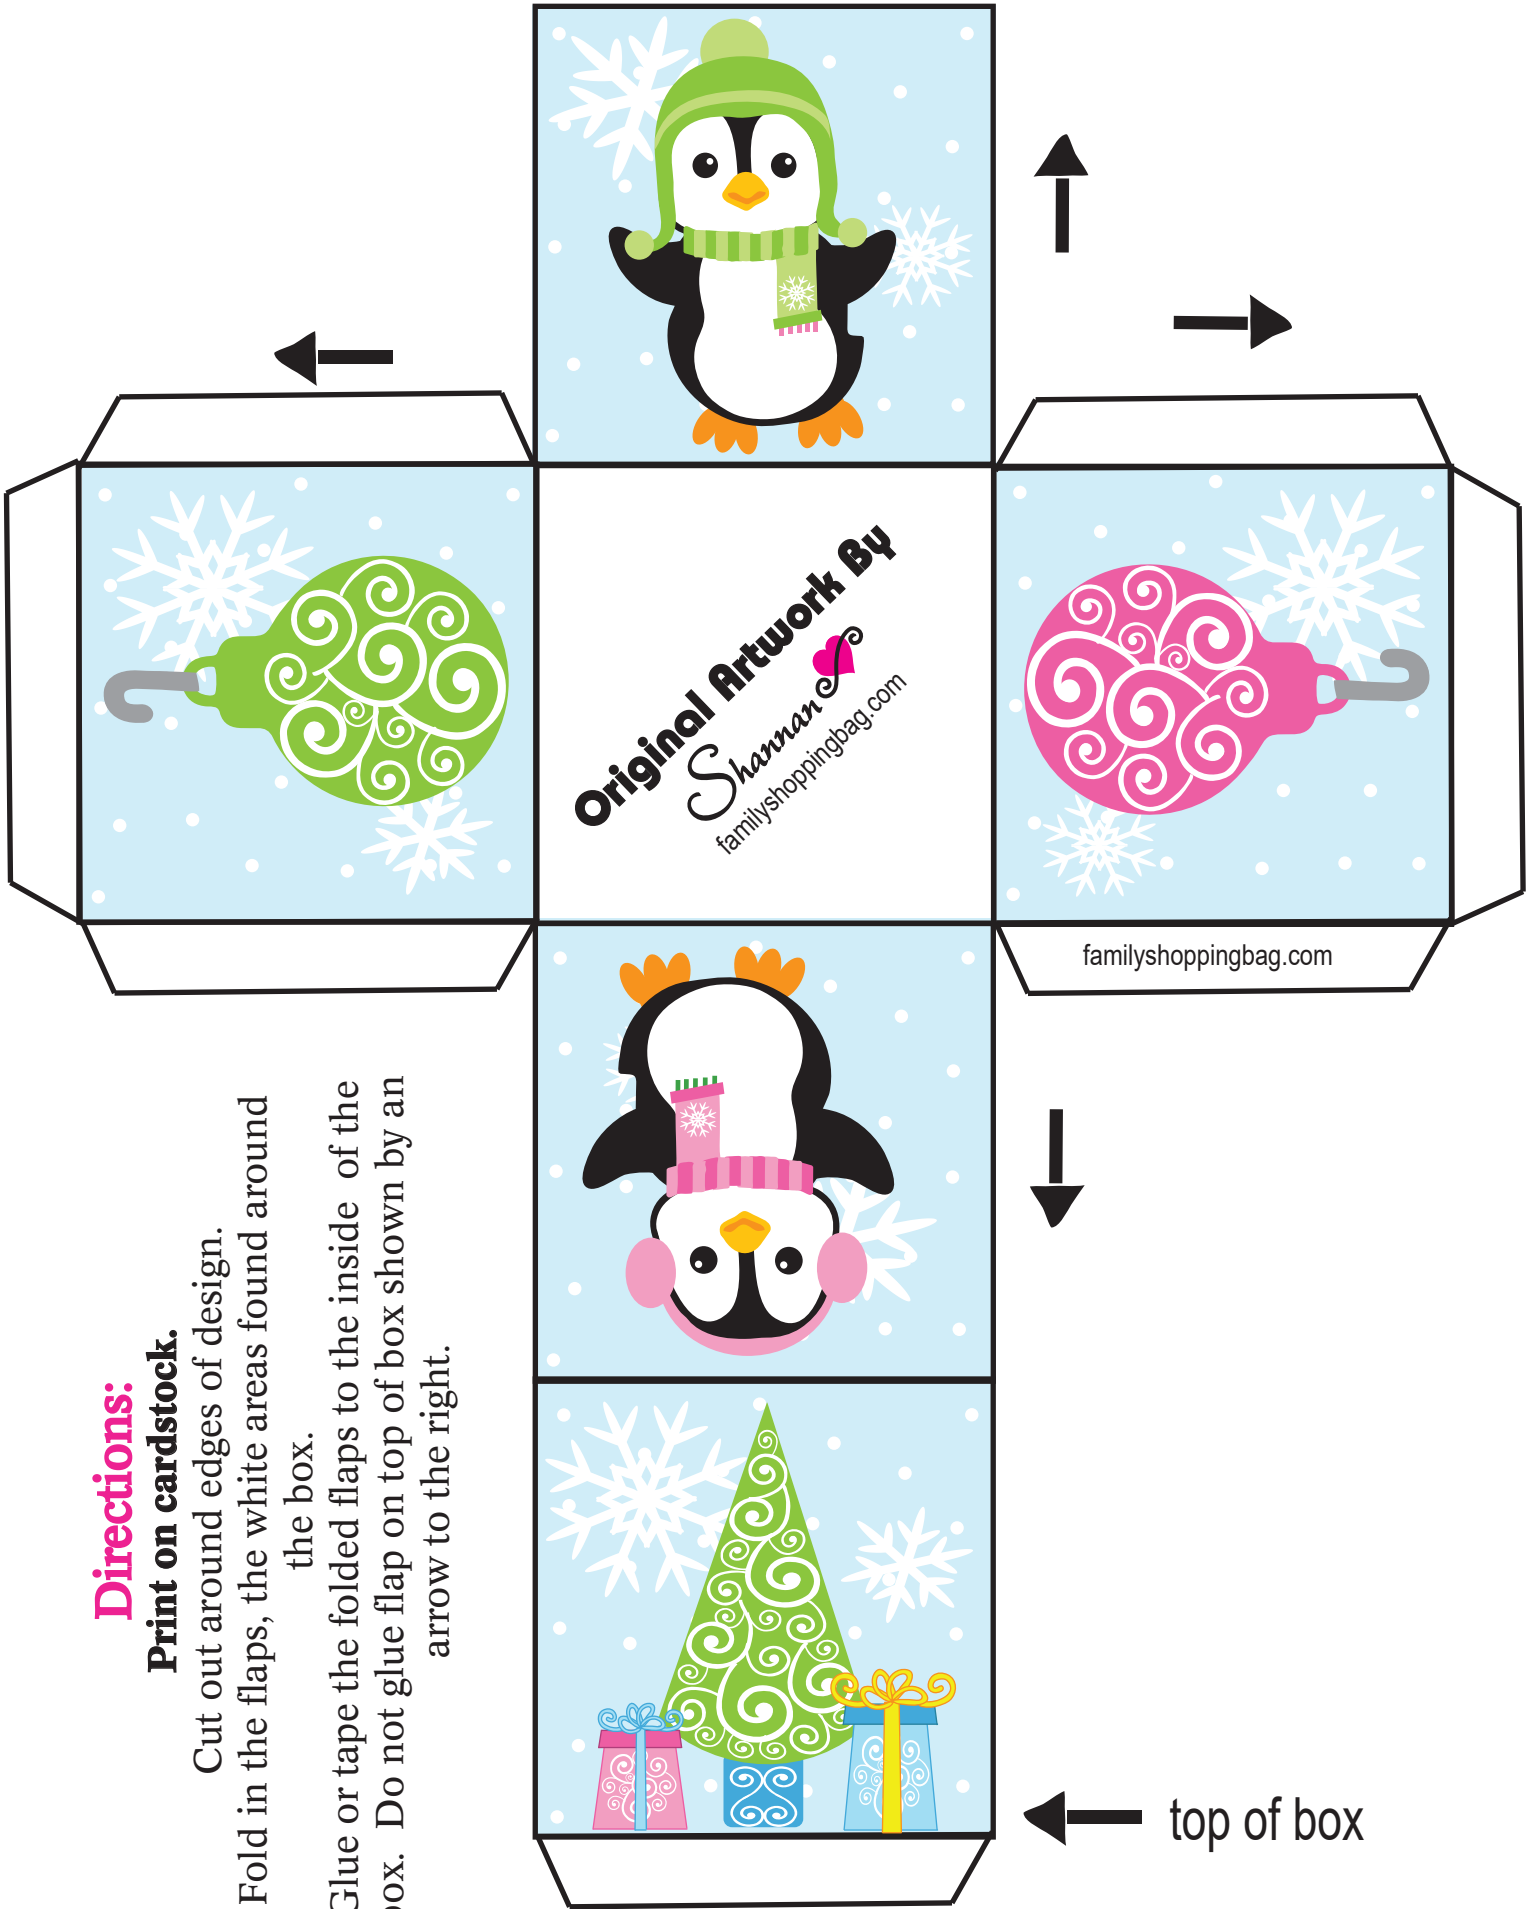 Original Artwork By
Shannan
familyshoppingbag.com
familyshoppingbag.com
Directions:
Print on cardstock.
Cut out around edges of design.
Fold in the flaps, the white areas found around
the box.
Glue or tape the folded flaps to the inside of the
box. Do not glue flap on top of box shown by an
arrow to the right.
top of box